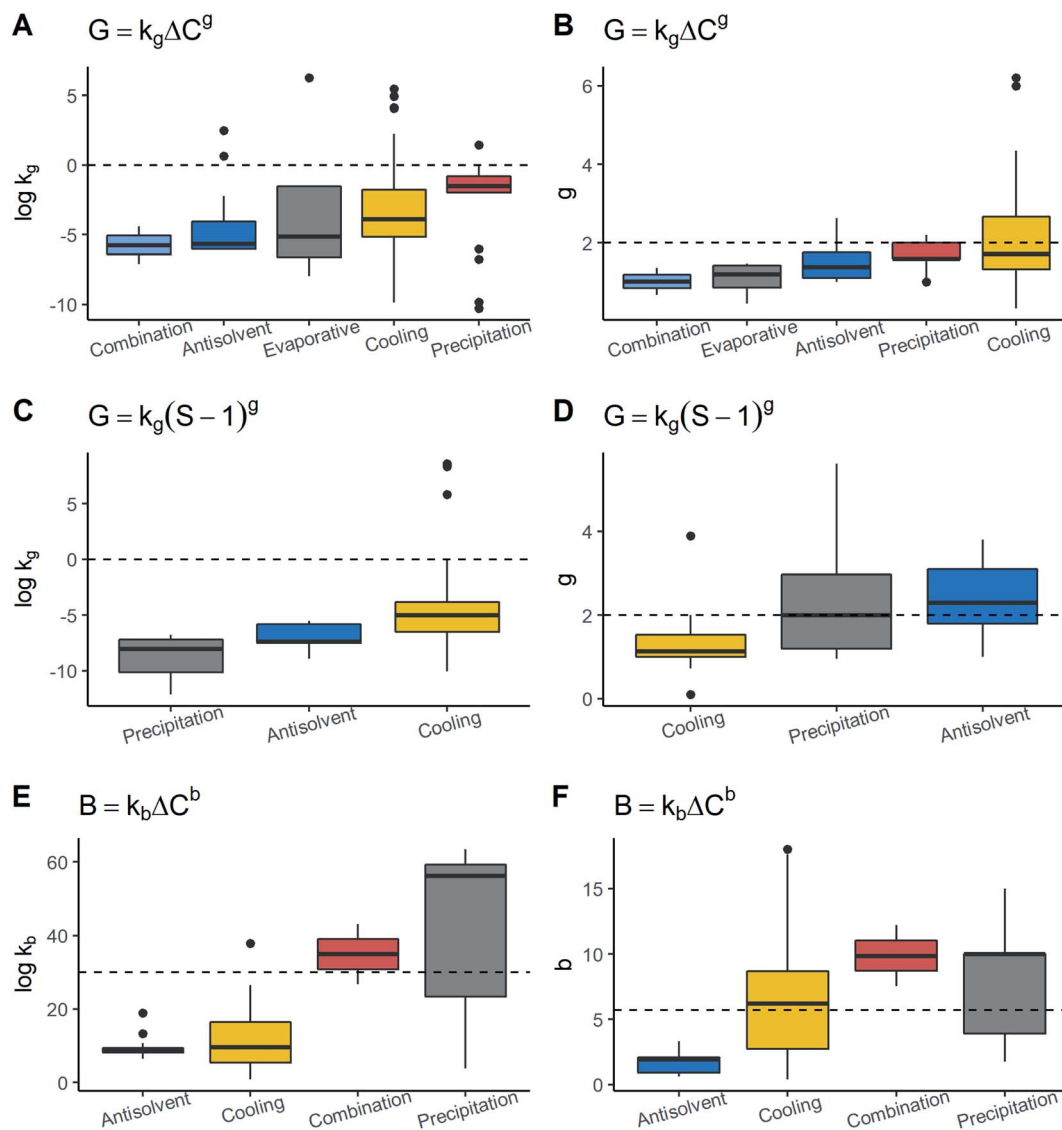 A G = k_gΔC^g
log k_g
5
0
-5
-10
Combination Antisolvent Evaporative Cooling Precipitation
B G = k_gΔC^g
g
6
4
2
Combination Evaporative Antisolvent Precipitation Cooling
C G = k_g(S − 1)^g
log k_g
5
0
-5
-10
Precipitation Antisolvent Cooling
D G = k_g(S − 1)^g
g
4
2
0
Cooling Precipitation Antisolvent
E B = k_bΔC^b
log k_b
60
40
20
0
Antisolvent Cooling Combination Precipitation
F B = k_bΔC^b
b
15
10
5
0
Antisolvent Cooling Combination Precipitation